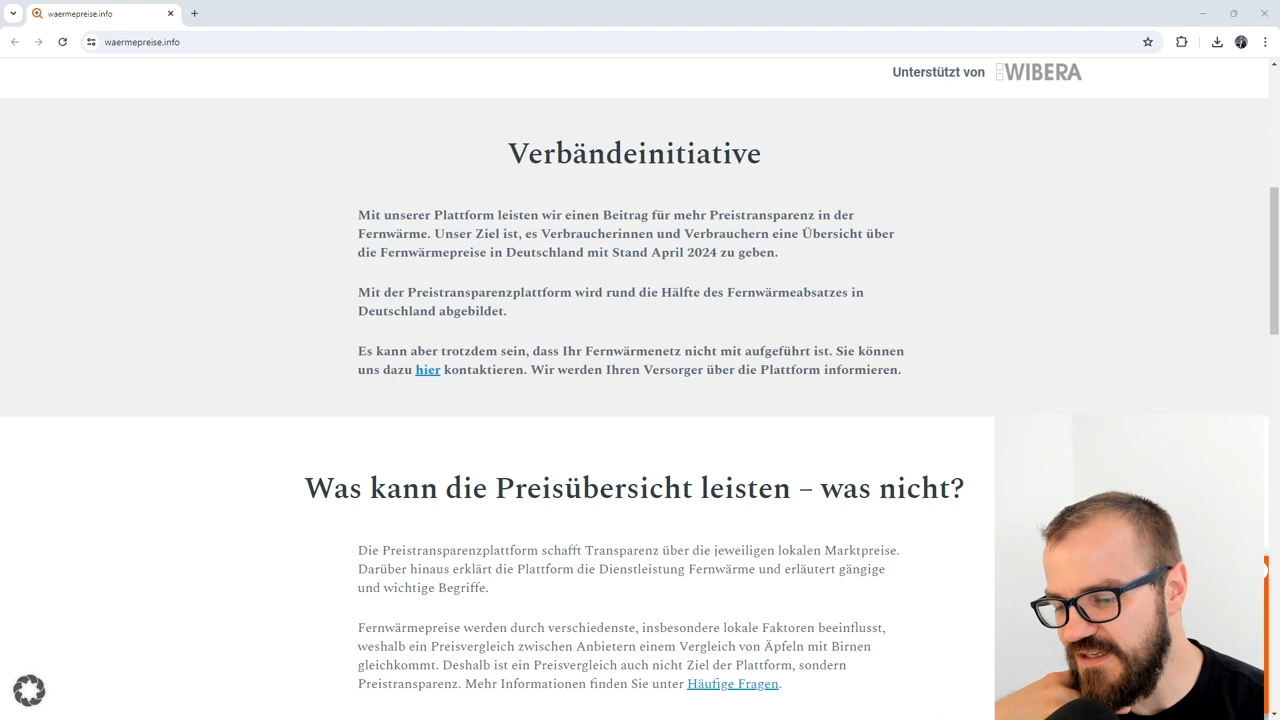 waermepreise.info
waermepreise.info
Unterstützt von WIBERA
Verbändeinitiative
Mit unserer Plattform leisten wir einen Beitrag für mehr Preistransparenz in der
Fernwärme. Unser Ziel ist, es Verbraucherinnen und Verbrauchern eine Übersicht über
die Fernwärmepreise in Deutschland mit Stand April 2024 zu geben.
Mit der Preistransparenzplattform wird rund die Hälfte des Fernwärmeabsatzes in
Deutschland abgebildet.
Es kann aber trotzdem sein, dass Ihr Fernwärmenetz nicht mit aufgeführt ist. Sie können
uns dazu hier kontaktieren. Wir werden Ihren Versorger über die Plattform informieren.
Was kann die Preisübersicht leisten – was nicht?
Die Preistransparenzplattform schafft Transparenz über die jeweiligen lokalen Marktpreise.
Darüber hinaus erklärt die Plattform die Dienstleistung Fernwärme und erläutert gängige
und wichtige Begriffe.
Fernwärmepreise werden durch verschiedenste, insbesondere lokale Faktoren beeinflusst,
weshalb ein Preisvergleich zwischen Anbietern einem Vergleich von Äpfeln mit Birnen
gleichkommt. Deshalb ist ein Preisvergleich auch nicht Ziel der Plattform, sondern
Preistransparenz. Mehr Informationen finden Sie unter Häufige Fragen.